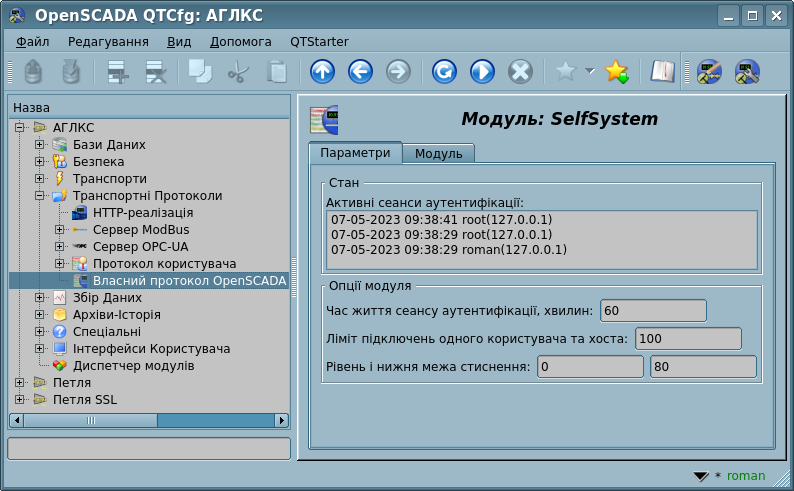 OpenSCADA QTCfg: АГЛКС
Файл Редагування Вид Допомога QTStarter
Назва
АГЛКС
Бази Даних
Безпека
Транспорти
Транспортні Протоколи
HTTP-реалізація
Сервер ModBus
Сервер OPC-UA
Протокол користувача
Власний протокол OpenSCADA
Збір Даних
Архіви-Історія
Спеціальні
Інтерфейси Користувача
Диспетчер модулів
Петля
Петля SSL
Модуль: SelfSystem
Параметри Модуль
Стан
Активні сеанси аутентифікації:
07-05-2023 09:38:41 root(127.0.0.1)
07-05-2023 09:38:29 root(127.0.0.1)
07-05-2023 09:38:29 roman(127.0.0.1)
Опції модуля
Час життя сеансу аутентифікації, хвилин: 60
Ліміт підключень одного користувача та хоста: 100
Рівень і нижня межа стиснення: 0 80
* roman